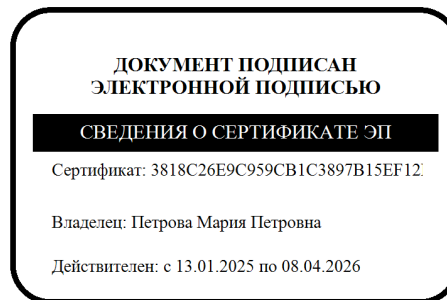 ДОКУМЕНТ ПОДПИСАН
ЭЛЕКТРОННОЙ ПОДПИСЬЮ
СВЕДЕНИЯ О СЕРТИФИКАТЕ ЭП
Сертификат: 3818C26E9C959CB1C3897B15EF12
Владелец: Петрова Мария Петровна
Действителен: с 13.01.2025 по 08.04.2026